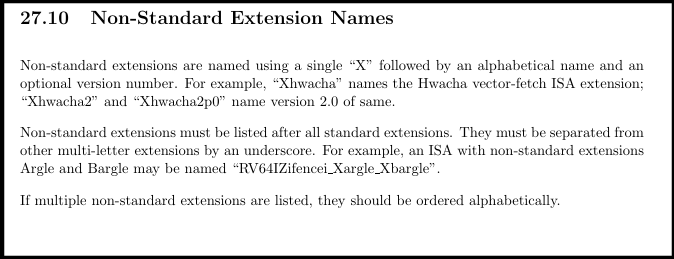 27.10 Non-Standard Extension Names
Non-standard extensions are named using a single “X” followed by an alphabetical name and an
optional version number. For example, “Xhwacha” names the Hwacha vector-fetch ISA extension;
“Xhwacha2” and “Xhwacha2p0” name version 2.0 of same.
Non-standard extensions must be listed after all standard extensions. They must be separated from
other multi-letter extensions by an underscore. For example, an ISA with non-standard extensions
Argle and Bargle may be named “RV64IZifencei_Xargle_Xbargle”.
If multiple non-standard extensions are listed, they should be ordered alphabetically.